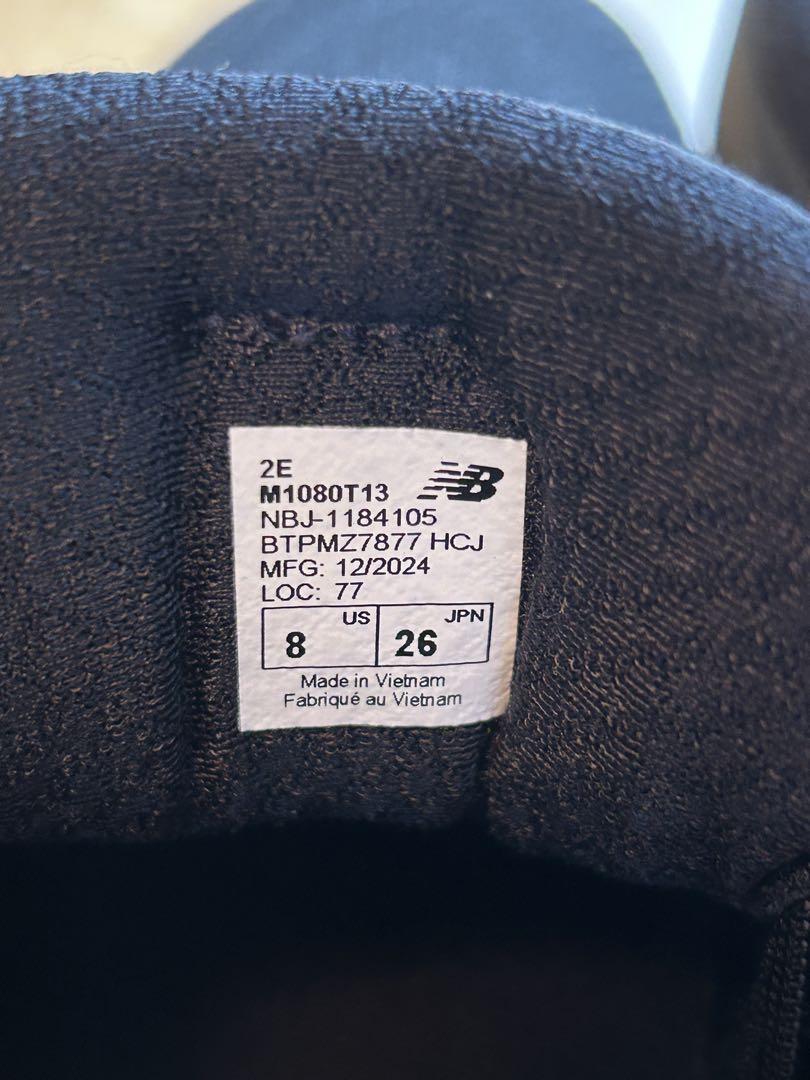 2E
M1080T13 NB
NBJ-1184105
BTPMZ7877 HCJ
MFG: 12/2024
LOC: 77
8 US 26 JPN
Made in Vietnam
Fabriqué au Vietnam